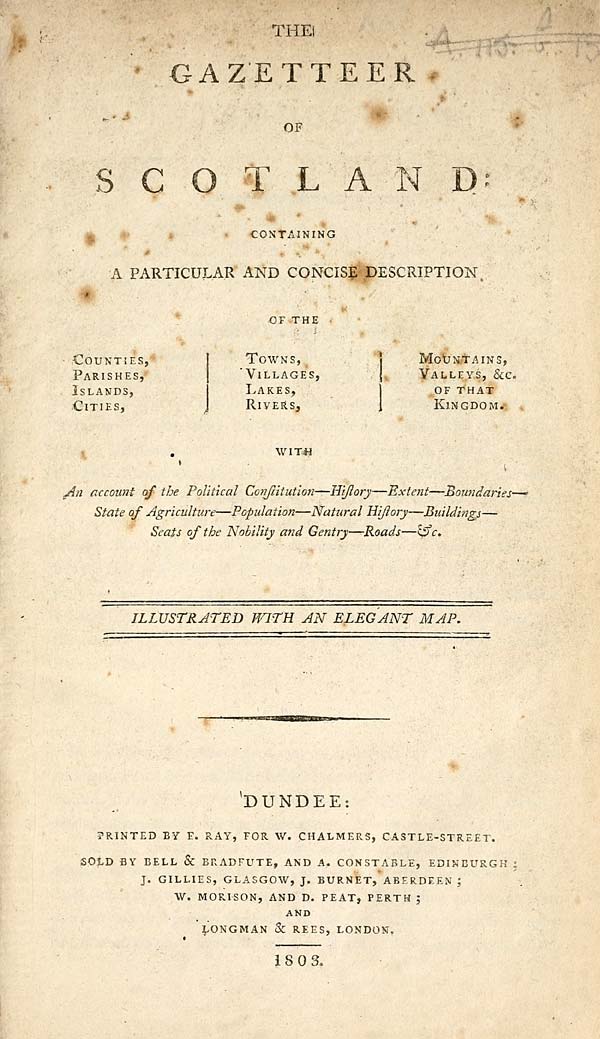 THE
GAZETTEER
OF
SCOTLAND:
CONTAINING
A PARTICULAR AND CONCISE DESCRIPTION
OF THE
COUNTIES,
PARISHES,
ISLANDS,
CITIES,
TOWNS,
VILLAGES,
LAKES,
RIVERS,
MOUNTAINS,
VALLEYS, &c.
OF THAT
KINGDOM.
WITH
An account of the Political Conſtitution—Hiſtory—Extent—Boundaries—
State of Agriculture—Population—Natural Hiſtory—Buildings—
Seats of the Nobility and Gentry—Roads—&c.
ILLUSTRATED WITH AN ELEGANT MAP.
DUNDEE:
PRINTED BY F. RAY, FOR W. CHALMERS, CASTLE-STREET.
SOLD BY BELL & BRADFUTE, AND A. CONSTABLE, EDINBURGH;
J. GILLIES, GLASGOW, J. BURNET, ABERDEEN;
W. MORISON, AND D. PEAT, PERTH;
AND
LONGMAN & REES, LONDON.
1803.